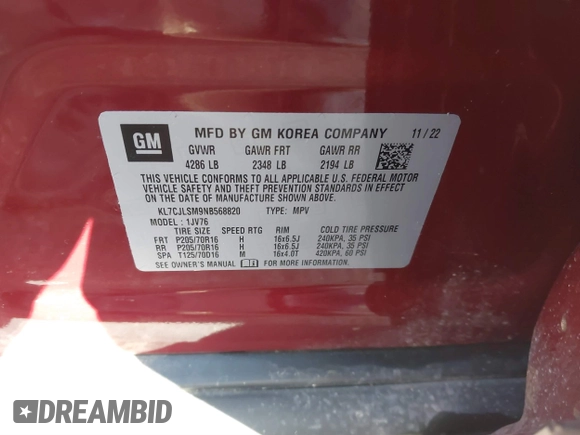 GM
MFD BY GM KOREA COMPANY 11/22
GVWR GAWR FRT GAWR RR
4286 LB 2348 LB 2194 LB
THIS VEHICLE CONFORMS TO ALL APPLICABLE U.S. FEDERAL MOTOR
VEHICLE SAFETY, BUMPER, AND THEFT PREVENTION STANDARDS IN EFFECT
ON THE DATE OF MANUFACTURE SHOWN ABOVE.
KL7CJLSM9NB568820 TYPE: MPV
MODEL : 1JV76
TIRE SIZE SPEED RTG RIM COLD TIRE PRESSURE
FRT P205/70R16 H 16x6.5J 240KPA, 35 PSI
RR P205/70R16 H 16x6.5J 240KPA, 35 PSI
SPA T125/70D16 M 16x4.0T 420KPA, 60 PSI
SEE OWNER'S MANUAL FOR MORE INFORMATION.
DREAMBID